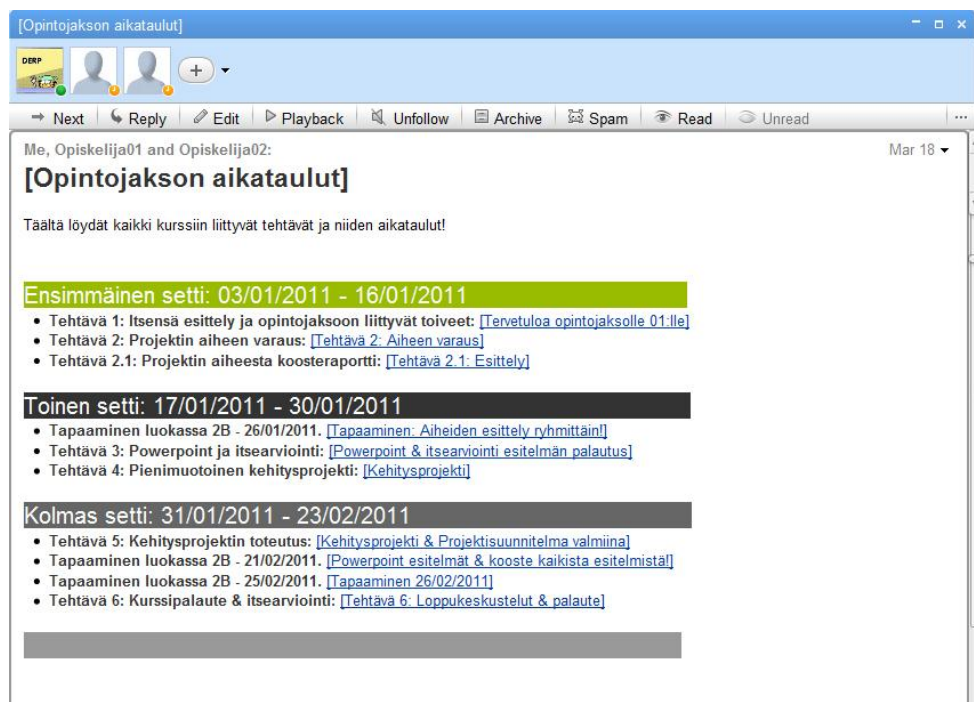 [Opintojakson aikataulut]
DERP
Next Reply Edit Playback Unfollow Archive Spam Read Unread ...
Me, Opiskelija01 and Opiskelija02: Mar 18
[Opintojakson aikataulut]
Täältä löydät kaikki kurssiin liittyvät tehtävät ja niiden aikataulut!
Ensimmäinen setti: 03/01/2011 - 16/01/2011
• Tehtävä 1: Itsensä esittely ja opintojaksoon liittyvät toiveet: [Tervetuloa opintojaksolle 01:lle]
• Tehtävä 2: Projektin aiheen varaus: [Tehtävä 2: Aiheen varaus]
• Tehtävä 2.1: Projektin aiheesta koosteraportti: [Tehtävä 2.1: Esittely]
Toinen setti: 17/01/2011 - 30/01/2011
• Tapaaminen luokassa 2B - 26/01/2011. [Tapaaminen: Aiheiden esittely ryhmittäin!]
• Tehtävä 3: Powerpoint ja itsearviointi: [Powerpoint & itsearviointi esitelmän palautus]
• Tehtävä 4: Pienimuotoinen kehitysprojekti: [Kehitysprojekti]
Kolmas setti: 31/01/2011 - 23/02/2011
• Tehtävä 5: Kehitysprojektin toteutus: [Kehitysprojekti & Projektisuunnitelma valmiina]
• Tapaaminen luokassa 2B - 21/02/2011. [Powerpoint esitelmät & kooste kaikista esitelmistä!]
• Tapaaminen luokassa 2B - 25/02/2011. [Tapaaminen 26/02/2011]
• Tehtävä 6: Kurssipalaute & itsearviointi: [Tehtävä 6: Loppukeskustelut & palaute]